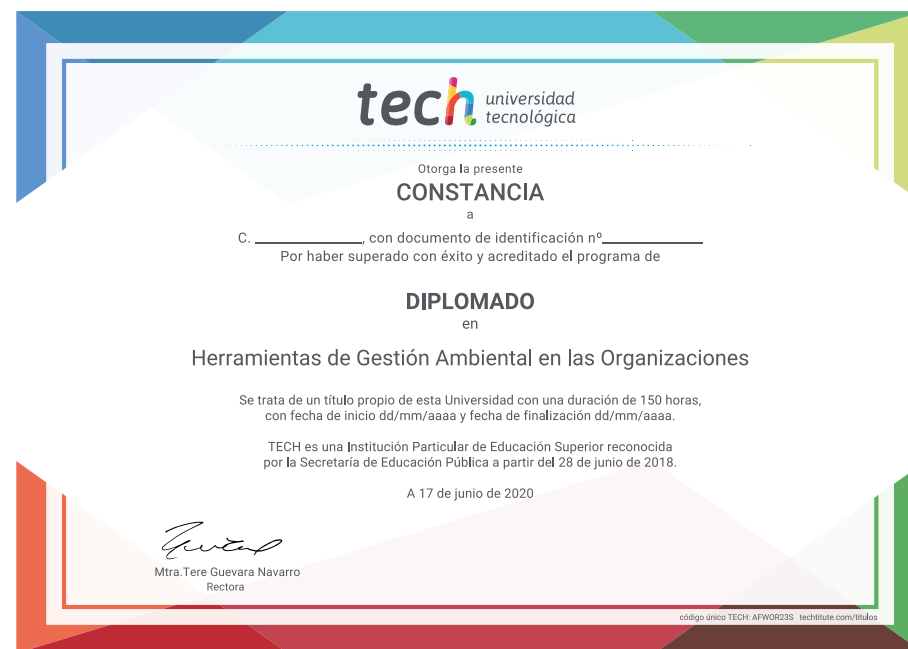 tech universidad
tecnológica
Otorga la presente
CONSTANCIA
a
C. ____________, con documento de identificación nº____________
Por haber superado con éxito y acreditado el programa de
DIPLOMADO
en
Herramientas de Gestión Ambiental en las Organizaciones
Se trata de un título propio de esta Universidad con una duración de 150 horas,
con fecha de inicio dd/mm/aaaa y fecha de finalización dd/mm/aaaa.
TECH es una Institución Particular de Educación Superior reconocida
por la Secretaría de Educación Pública a partir del 28 de junio de 2018.
A 17 de junio de 2020
Mtra.Tere Guevara Navarro
Rectora
código único TECH: AFWOR23S techtitute.com/titulos